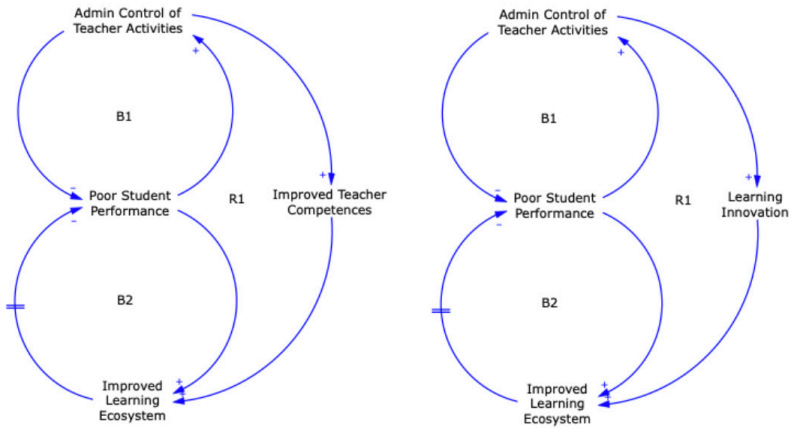 Admin Control of
Teacher Activities
+
B1
-
Poor Student
Performance
-
R1
+
Improved Teacher
Competences
B2
+
+
Improved
Learning
Ecosystem
Admin Control of
Teacher Activities
+
B1
-
Poor Student
Performance
-
R1
+
Learning
Innovation
B2
+
+
Improved
Learning
Ecosystem